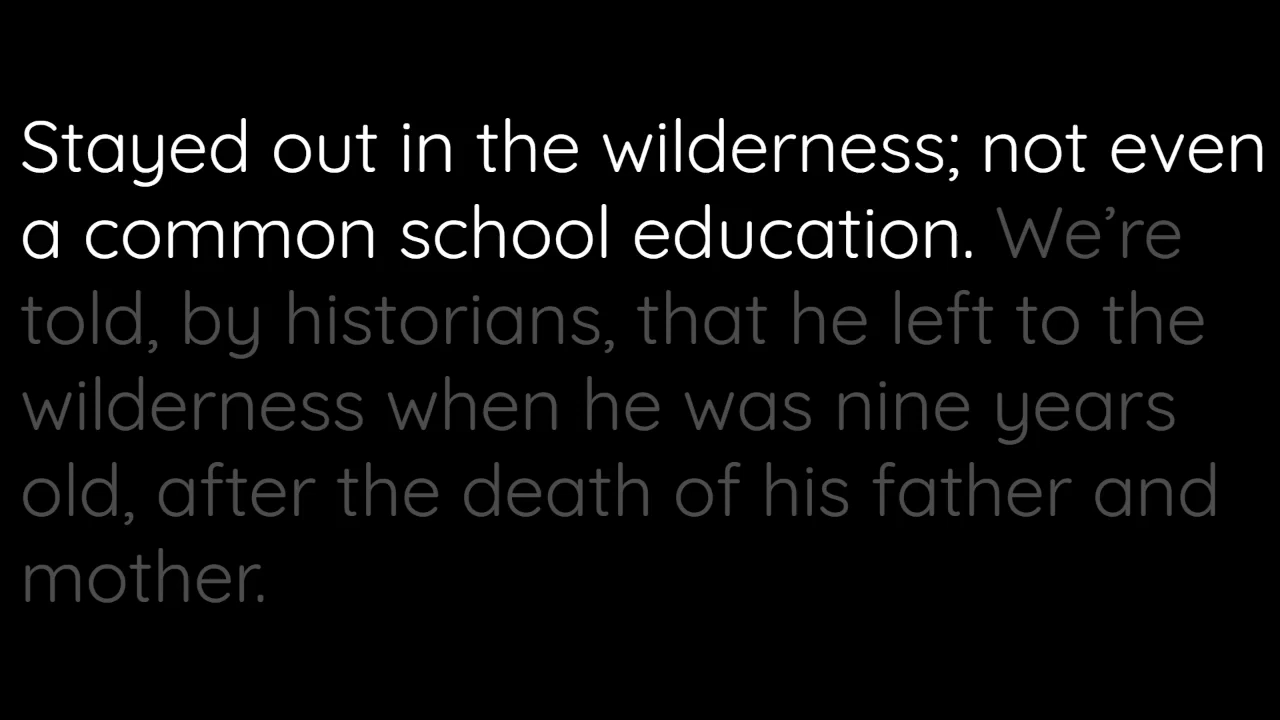 Stayed out in the wilderness; not even
a common school education. We’re
told, by historians, that he left to the
wilderness when he was nine years
old, after the death of his father and
mother.